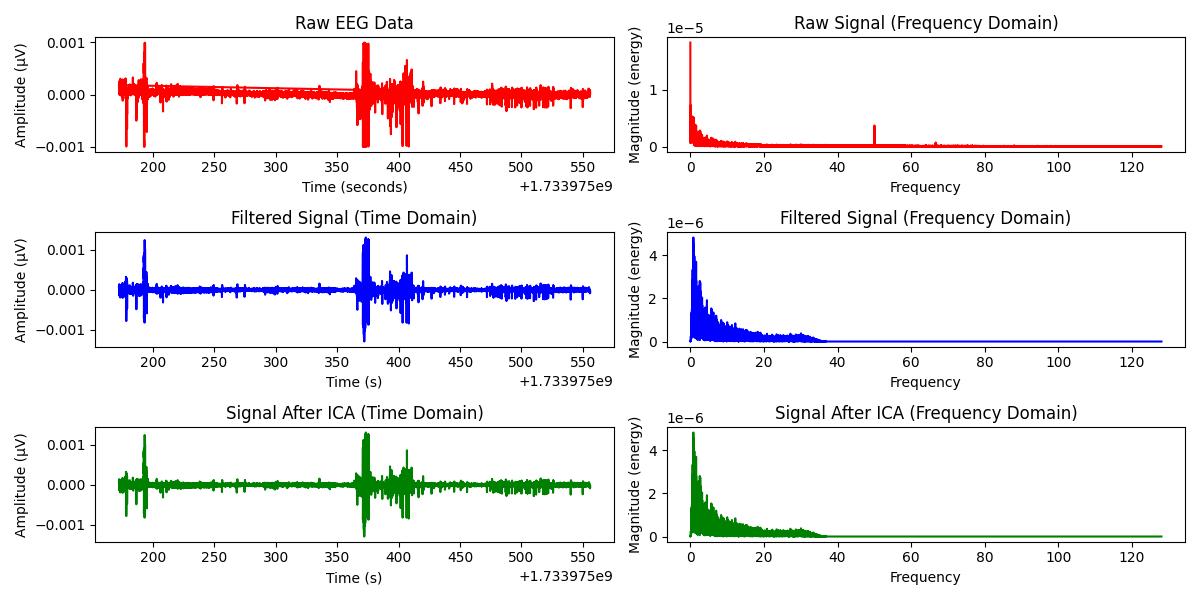 Raw EEG Data
Amplitude (μV)
0.001
0.000
−0.001
200 250 300 350 400 450 500 550
Time (seconds)
+1.733975e9
Raw Signal (Frequency Domain)
1e−5
Magnitude (energy)
1
0
0 20 40 60 80 100 120
Frequency
Filtered Signal (Time Domain)
Amplitude (μV)
0.001
0.000
−0.001
200 250 300 350 400 450 500 550
Time (s)
+1.733975e9
Filtered Signal (Frequency Domain)
1e−6
Magnitude (energy)
4
2
0
0 20 40 60 80 100 120
Frequency
Signal After ICA (Time Domain)
Amplitude (μV)
0.001
0.000
−0.001
200 250 300 350 400 450 500 550
Time (s)
+1.733975e9
Signal After ICA (Frequency Domain)
1e−6
Magnitude (energy)
4
2
0
0 20 40 60 80 100 120
Frequency